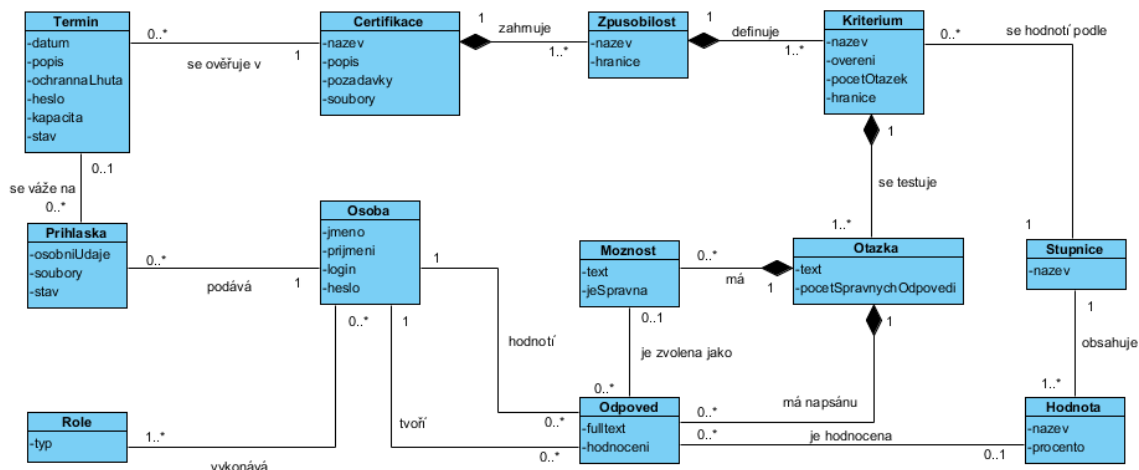 Termin
-datum
-popis
-ochrannaLhuta
-heslo
-kapacita
-stav
0..*
se ověřuje v
1
Certifikace
-nazev
-popis
-pozadavky
-soubory
1
zahrnuje
1..*
Zpusobilost
-nazev
-hranice
1
definuje
1..*
Kriterium
-nazev
-overeni
-pocetOtazek
-hranice
0..*
se hodnotí podle
1
0..1
se váže na
0..*
1
se testuje
1..*
Prihlaska
-osobniUdaje
-soubory
-stav
0..*
podává
1
Osoba
-jmeno
-prijmeni
-login
-heslo
1
hodnotí
0..*
Moznost
-text
-jeSpravna
0..*
má
1
Otazka
-text
-pocetSpravnychOdpovedi
Stupnice
-nazev
0..*
1
0..1
je zvolena jako
0..*
1
má napsánu
0..*
1
obsahuje
1..*
Role
-typ
1..*
vykonává
tvoří
0..*
Odpoved
-fulltext
-hodnoceni
0..*
je hodnocena
0..1
Hodnota
-nazev
-procento